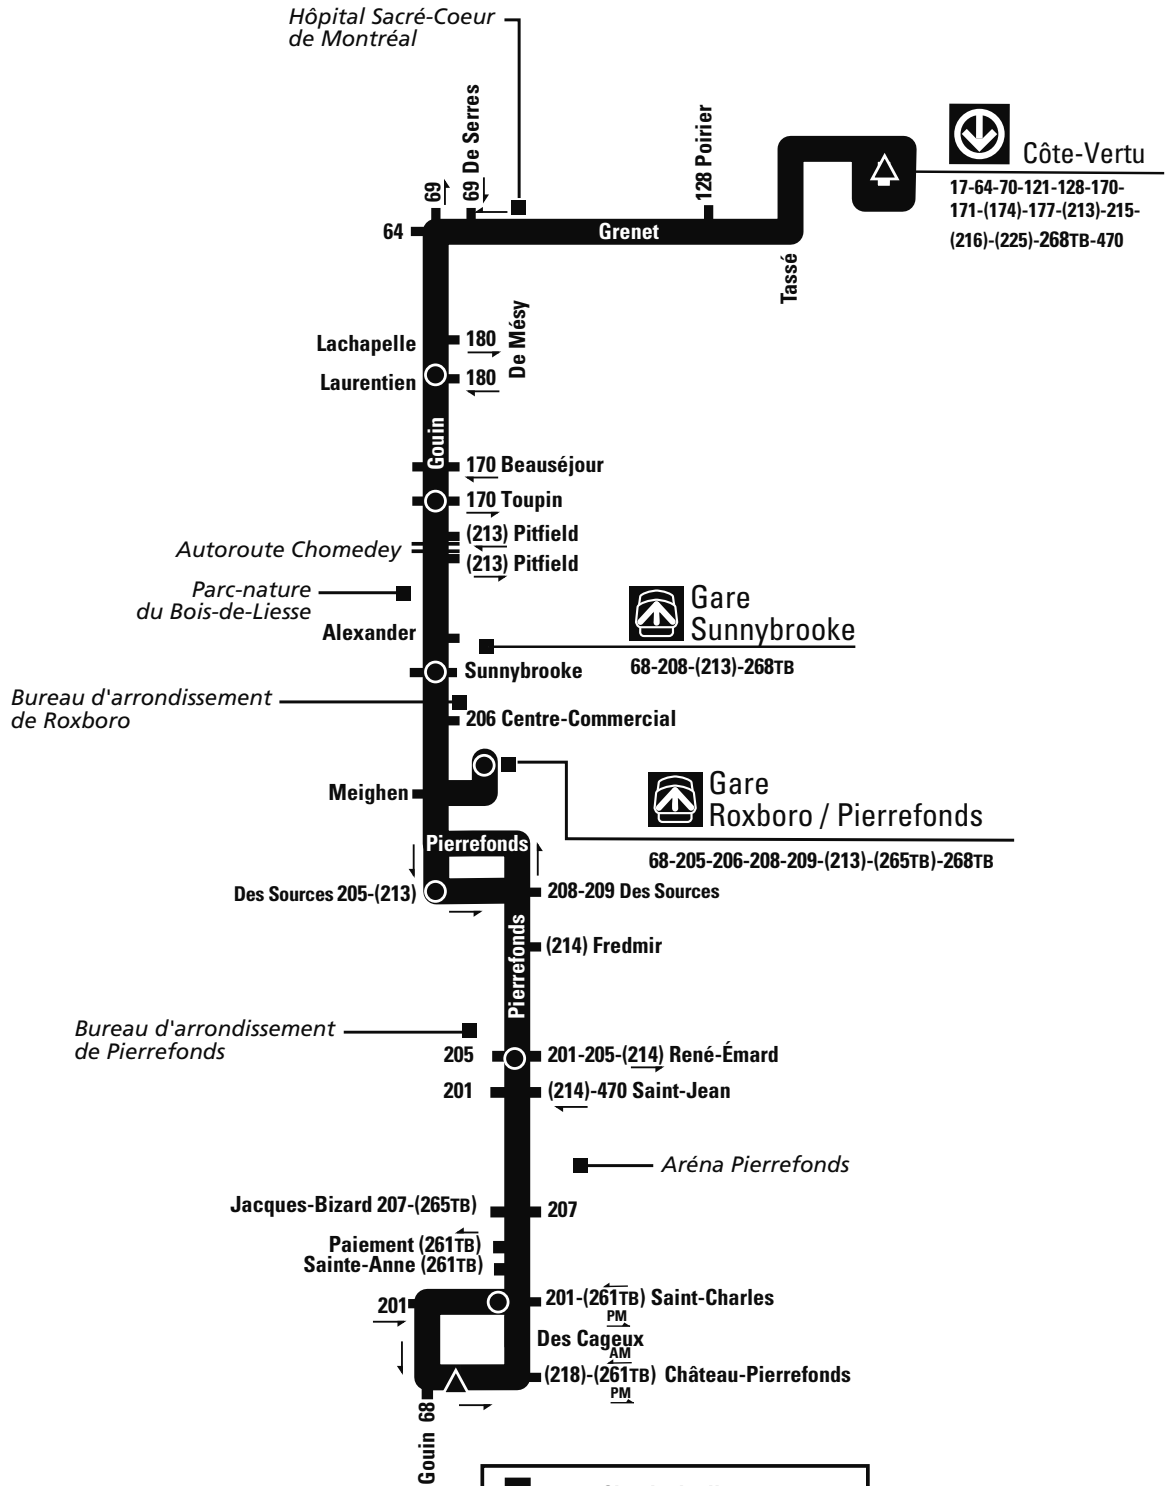 Hôpital Sacré-Coeur
de Montréal
69
69 De Serres
128 Poirier
Côte-Vertu
17-64-70-121-128-170-
171-(174)-177-(213)-215-
(216)-(225)-268TB-470
64
Grenet
Tassé
Lachapelle
180
De Mésy
Laurentien
180
Gouin
170 Beauséjour
170 Toupin
(213) Pitfield
Autoroute Chomedey
(213) Pitfield
Parc-nature
du Bois-de-Liesse
Gare
Sunnybrooke
68-208-(213)-268TB
Alexander
Sunnybrooke
Bureau d'arrondissement
de Roxboro
206 Centre-Commercial
Meighen
Gare
Roxboro / Pierrefonds
68-205-206-208-209-(213)-(265TB)-268TB
Pierrefonds
Des Sources 205-(213)
208-209 Des Sources
Pierrefonds
(214) Fredmir
Bureau d'arrondissement
de Pierrefonds
205
201-205-(214) René-Émard
201
(214)-470 Saint-Jean
Aréna Pierrefonds
Jacques-Bizard 207-(265TB)
207
Paiement (261TB)
Sainte-Anne (261TB)
201
201-(261TB) Saint-Charles
PM
Des Cageux
AM
(218)-(261TB) Château-Pierrefonds
PM
Gouin 68